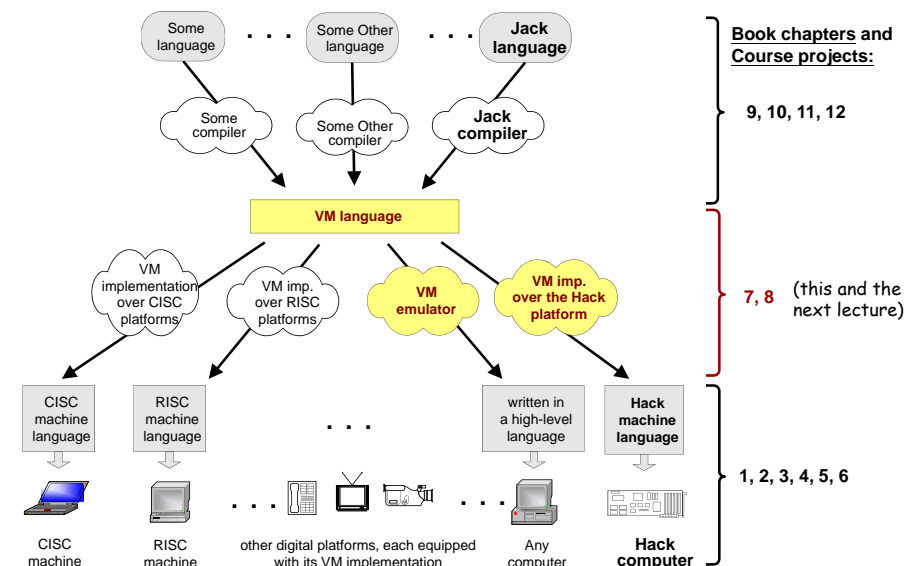 Some
language
. . .
Some Other
language
. . .
Jack
language
Book chapters and
Course projects:
Some
compiler
Some Other
compiler
Jack
compiler
9, 10, 11, 12
VM language
VM
implementation
over CISC
platforms
VM imp.
over RISC
platforms
VM
emulator
VM imp.
over the Hack
platform
7, 8
(this and the
next lecture)
CISC
machine
language
RISC
machine
language
. . .
written in
a high-level
language
Hack
machine
language
1, 2, 3, 4, 5, 6
. . .
. . .
CISC
machine
RISC
machine
other digital platforms, each equipped
with its VM implementation
Any
computer
Hack
computer